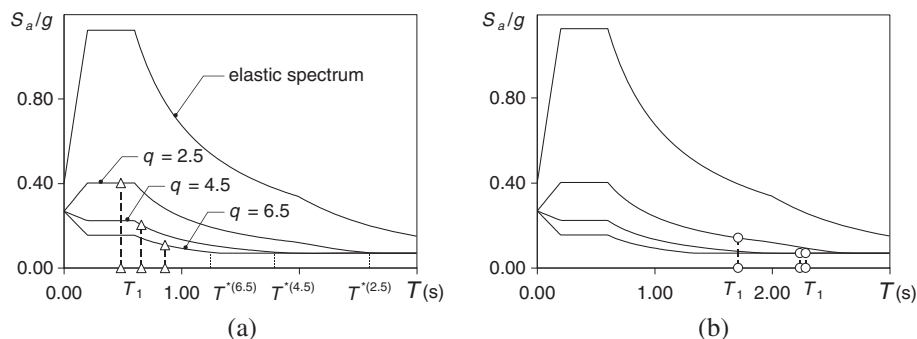 S_a/g
0.80
0.40
0.00
elastic spectrum
q = 2.5
q = 4.5
q = 6.5
0.00 T_1 1.00 T*(6.5) T*(4.5) T*(2.5) T(s)
(a)
S_a/g
0.80
0.40
0.00
0.00 1.00 T_1 2.00 T_1 T(s)
(b)